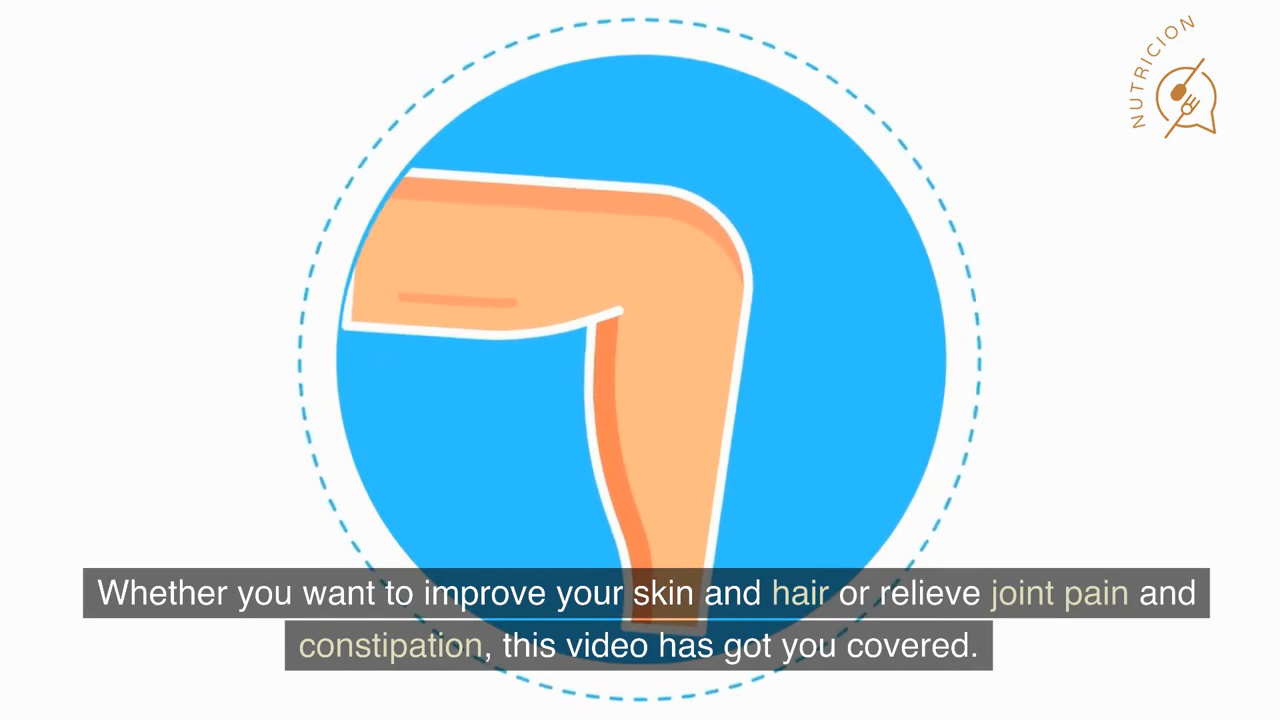 NUTRICION
Whether you want to improve your skin and hair or relieve joint pain and
constipation, this video has got you covered.